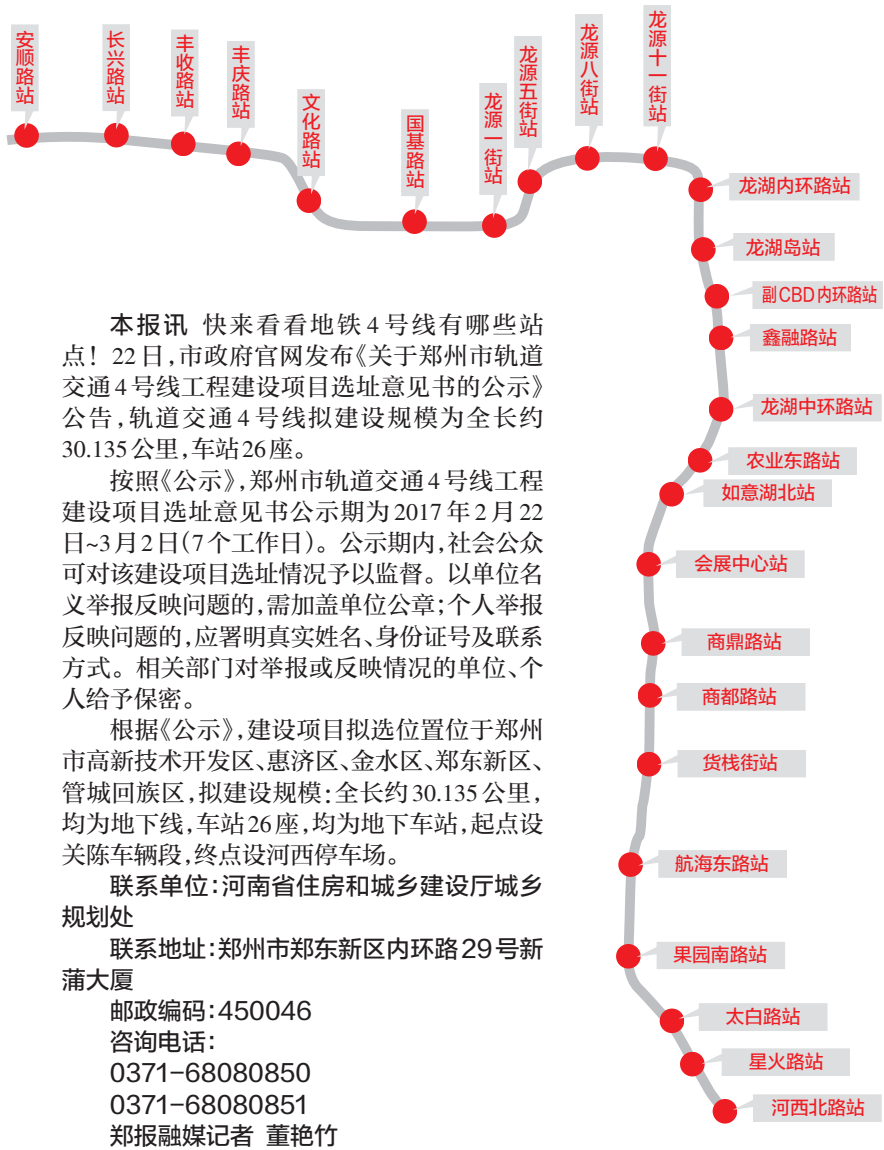 安顺路站
长兴路站
丰收路站
丰庆路站
文化路站
国基路站
龙源一街站
龙源五街站
龙源八街站
龙源十一街站
龙湖内环路站
龙湖岛站
副CBD内环路站
鑫融路站
龙湖中环路站
农业东路站
如意湖北站
会展中心站
商鼎路站
商都路站
货栈街站
航海东路站
果园南路站
太白路站
星火路站
河西北路站
本报讯 快来看看地铁4号线有哪些站
点！22日，市政府官网发布《关于郑州市轨道
交通4号线工程建设项目选址意见书的公示》
公告，轨道交通4号线拟建设规模为全长约
30.135公里，车站26座。
按照《公示》，郑州市轨道交通4号线工程
建设项目选址意见书公示期为2017年2月22
日~3月2日（7个工作日）。公示期内，社会公众
可对该建设项目选址情况予以监督。以单位名
义举报反映问题的，需加盖单位公章；个人举报
反映问题的，应署明真实姓名、身份证号及联系
方式。相关部门对举报或反映情况的单位、个
人给予保密。
根据《公示》，建设项目拟选位置位于郑州
市高新技术开发区、惠济区、金水区、郑东新区、
管城回族区，拟建设规模：全长约30.135公里，
均为地下线，车站26座，均为地下车站，起点设
关陈车辆段，终点设河西停车场。
联系单位：河南省住房和城乡建设厅城乡
规划处
联系地址：郑州市郑东新区内环路29号新
蒲大厦
邮政编码：450046
咨询电话：
0371-68080850
0371-68080851
郑报融媒记者 董艳竹